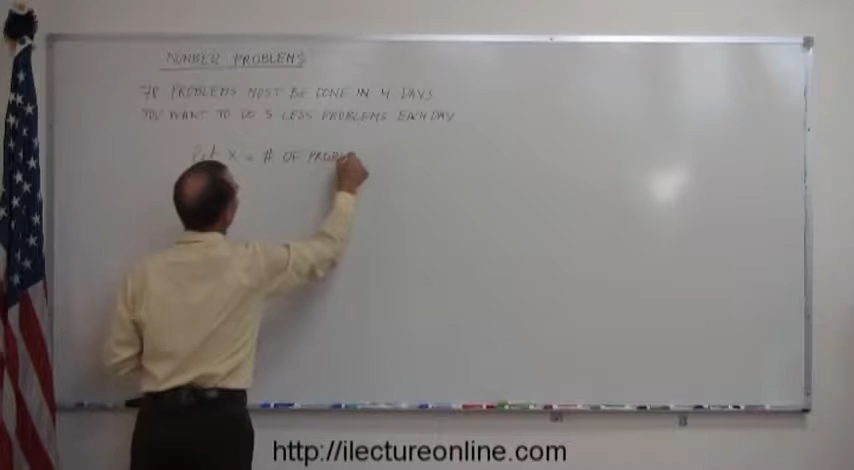 NUMBER PROBLEMS
78 PROBLEMS MUST BE DONE IN 4 DAYS
YOU WANT TO DO 5 LESS PROBLEMS EACH DAY
Let X = # OF PROBL
http://ilectureonline.com